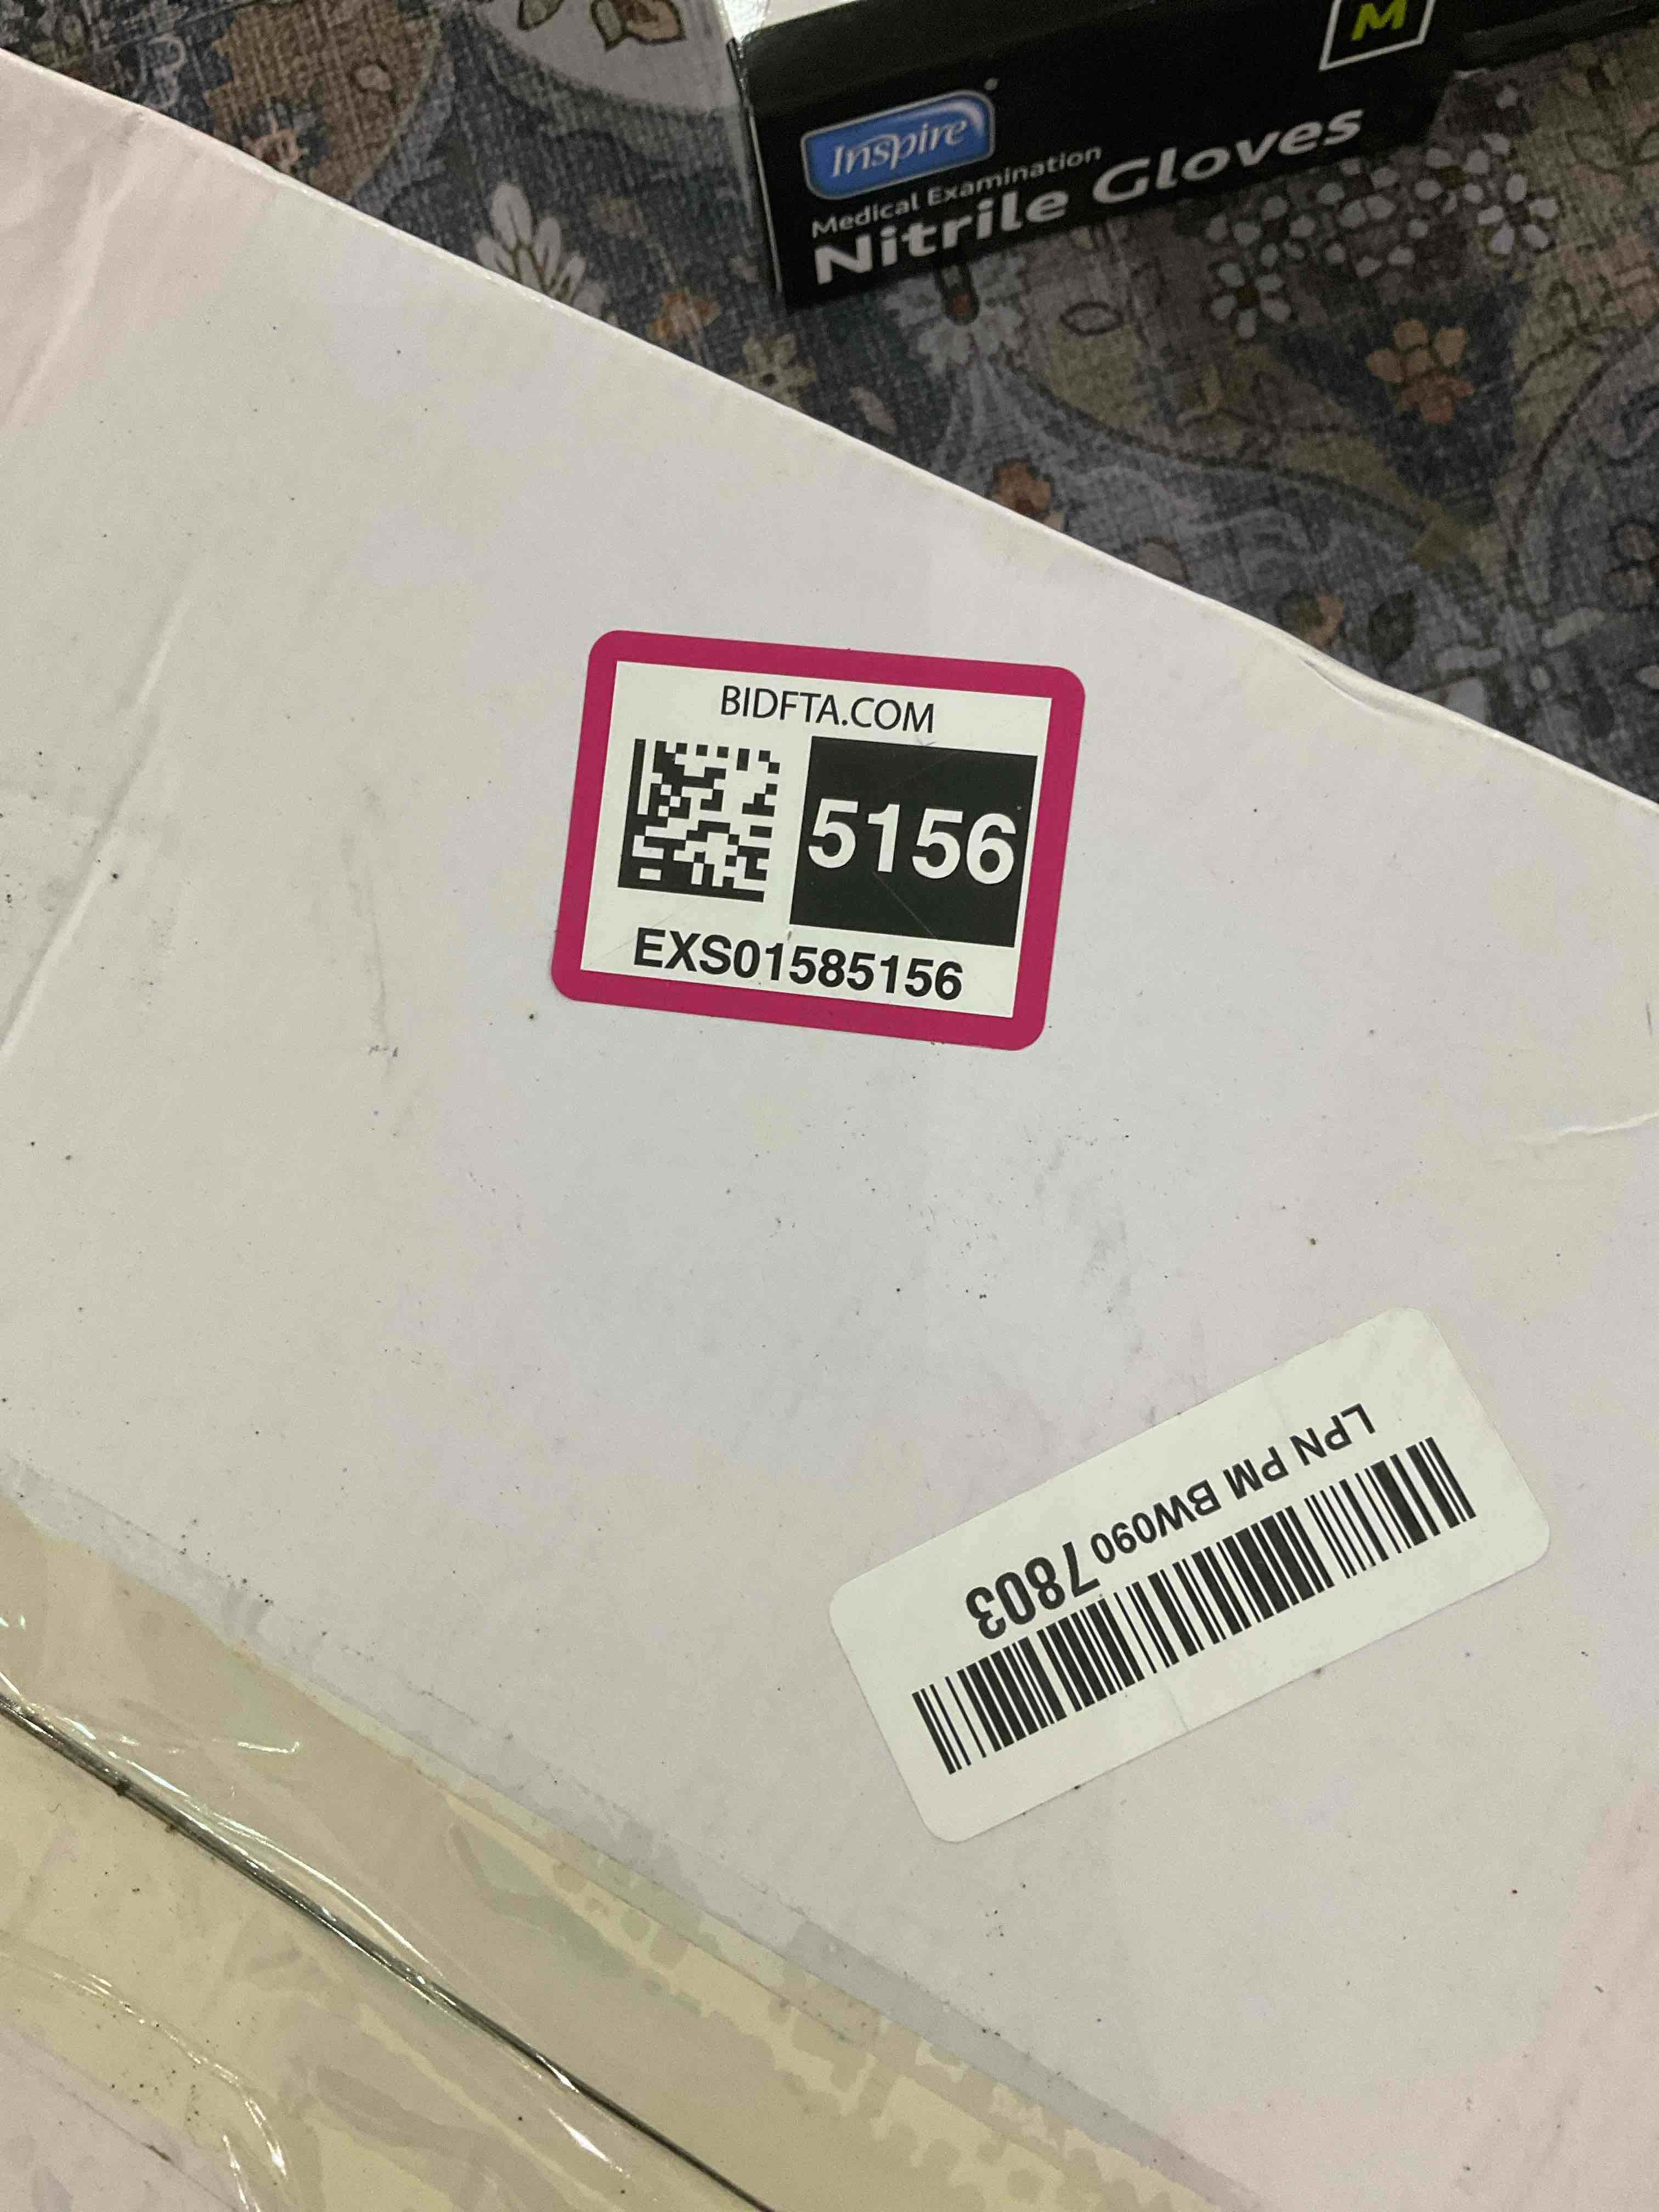 M
Inspire
Medical Examination
Nitrile Gloves
BIDFTA.COM
5156
EXS01585156
LPN PM BW090 7803